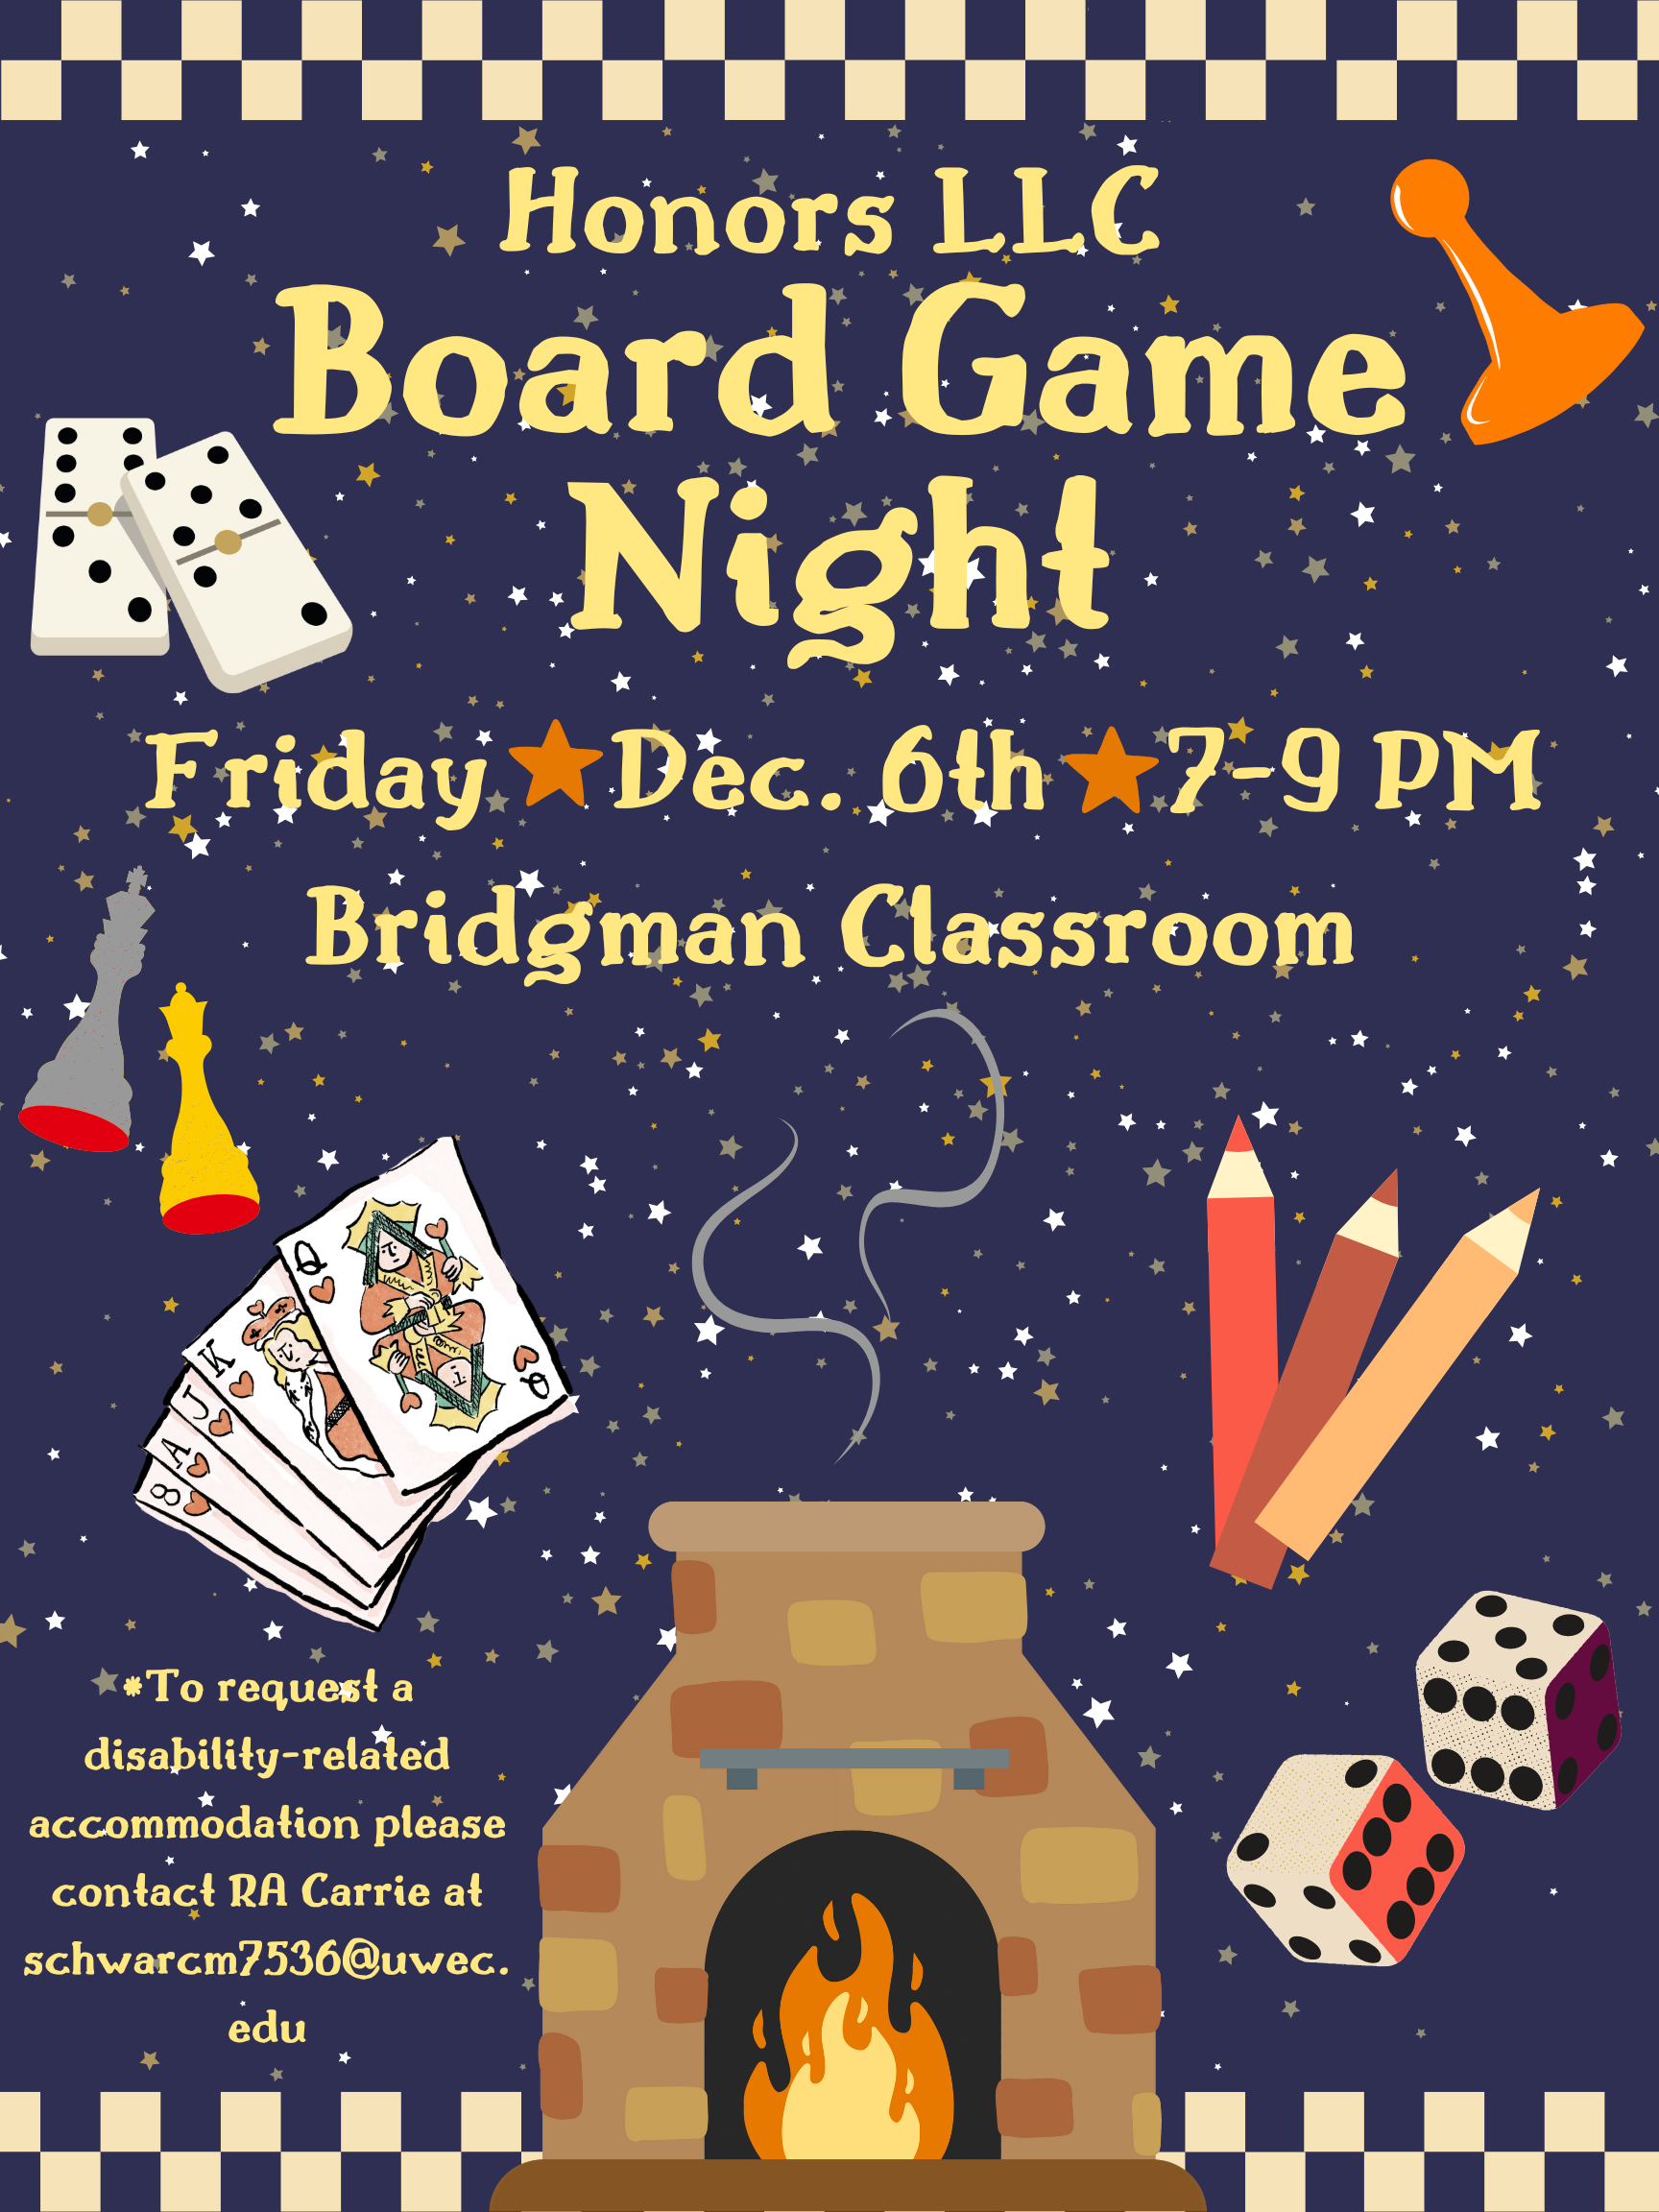 Honors LLC
Board Game
Night
Friday Dec. 6th 7-9 PM
Bridgman Classroom
Q
K
J
A
8
Q
*To request a
disability-related
accommodation please
contact RA Carrie at
schwarcm7536@uwec.
edu